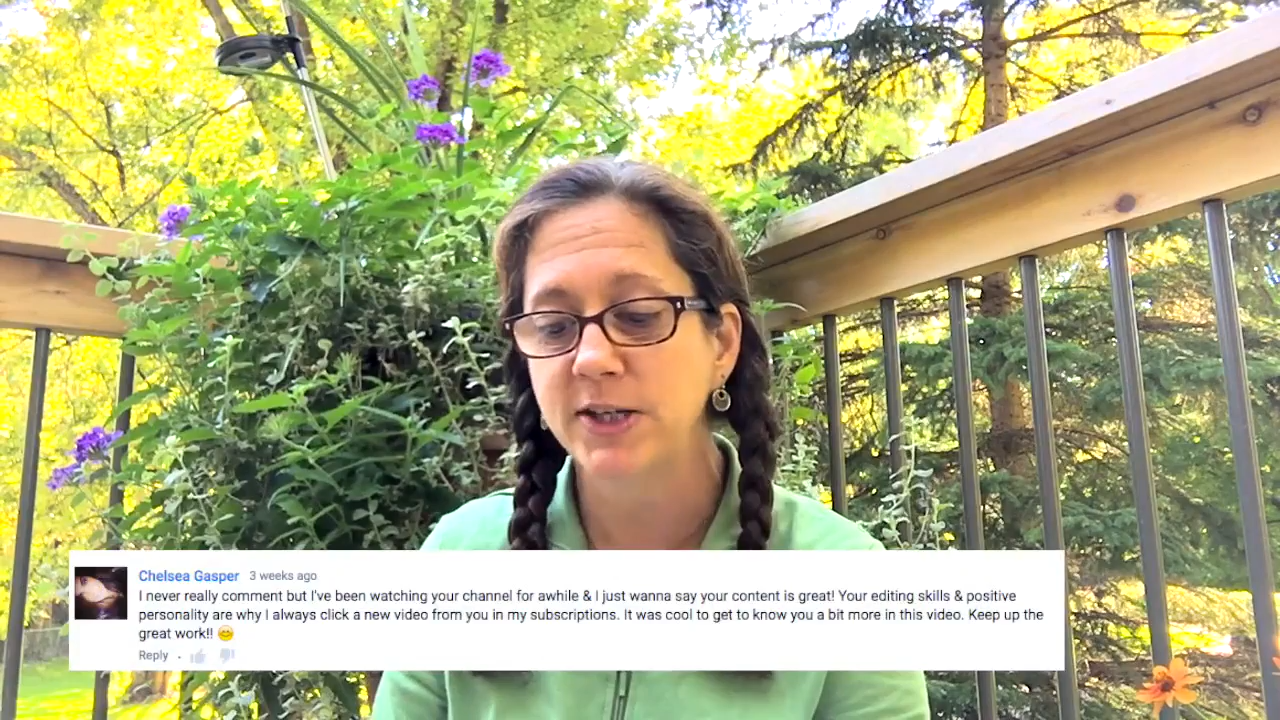 Chelsea Gasper 3 weeks ago
I never really comment but I've been watching your channel for awhile & I just wanna say your content is great! Your editing skills & positive
personality are why I always click a new video from you in my subscriptions. It was cool to get to know you a bit more in this video. Keep up the
great work!! 😊
Reply